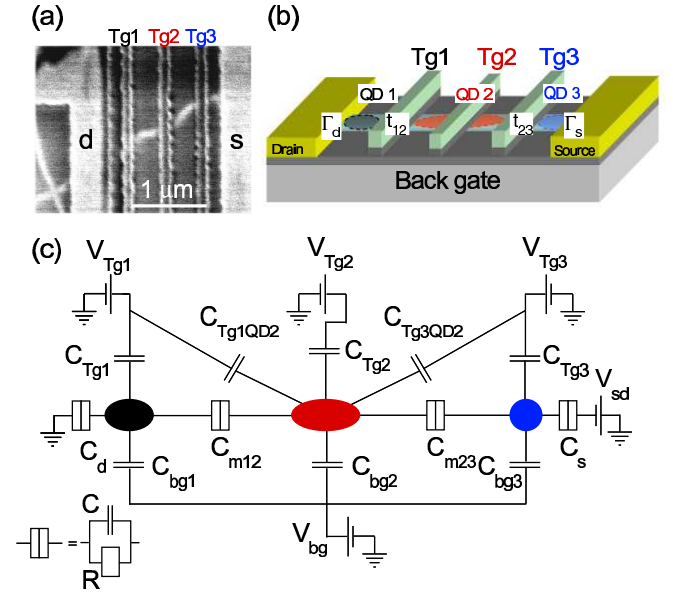 (a)
Tg1 Tg2 Tg3
d
s
1 μm
(b)
Tg1 Tg2 Tg3
QD 1 QD 2 QD 3
Γd t12 t23 Γs
Drain
Source
Back gate
(c)
VTg1 VTg2 VTg3
CTg1QD2 CTg3QD2
CTg1 CTg2 CTg3
Vsd
Cd Cm12 Cm23 Cs
Cbg1 Cbg2 Cbg3
Vbg
C
=
R